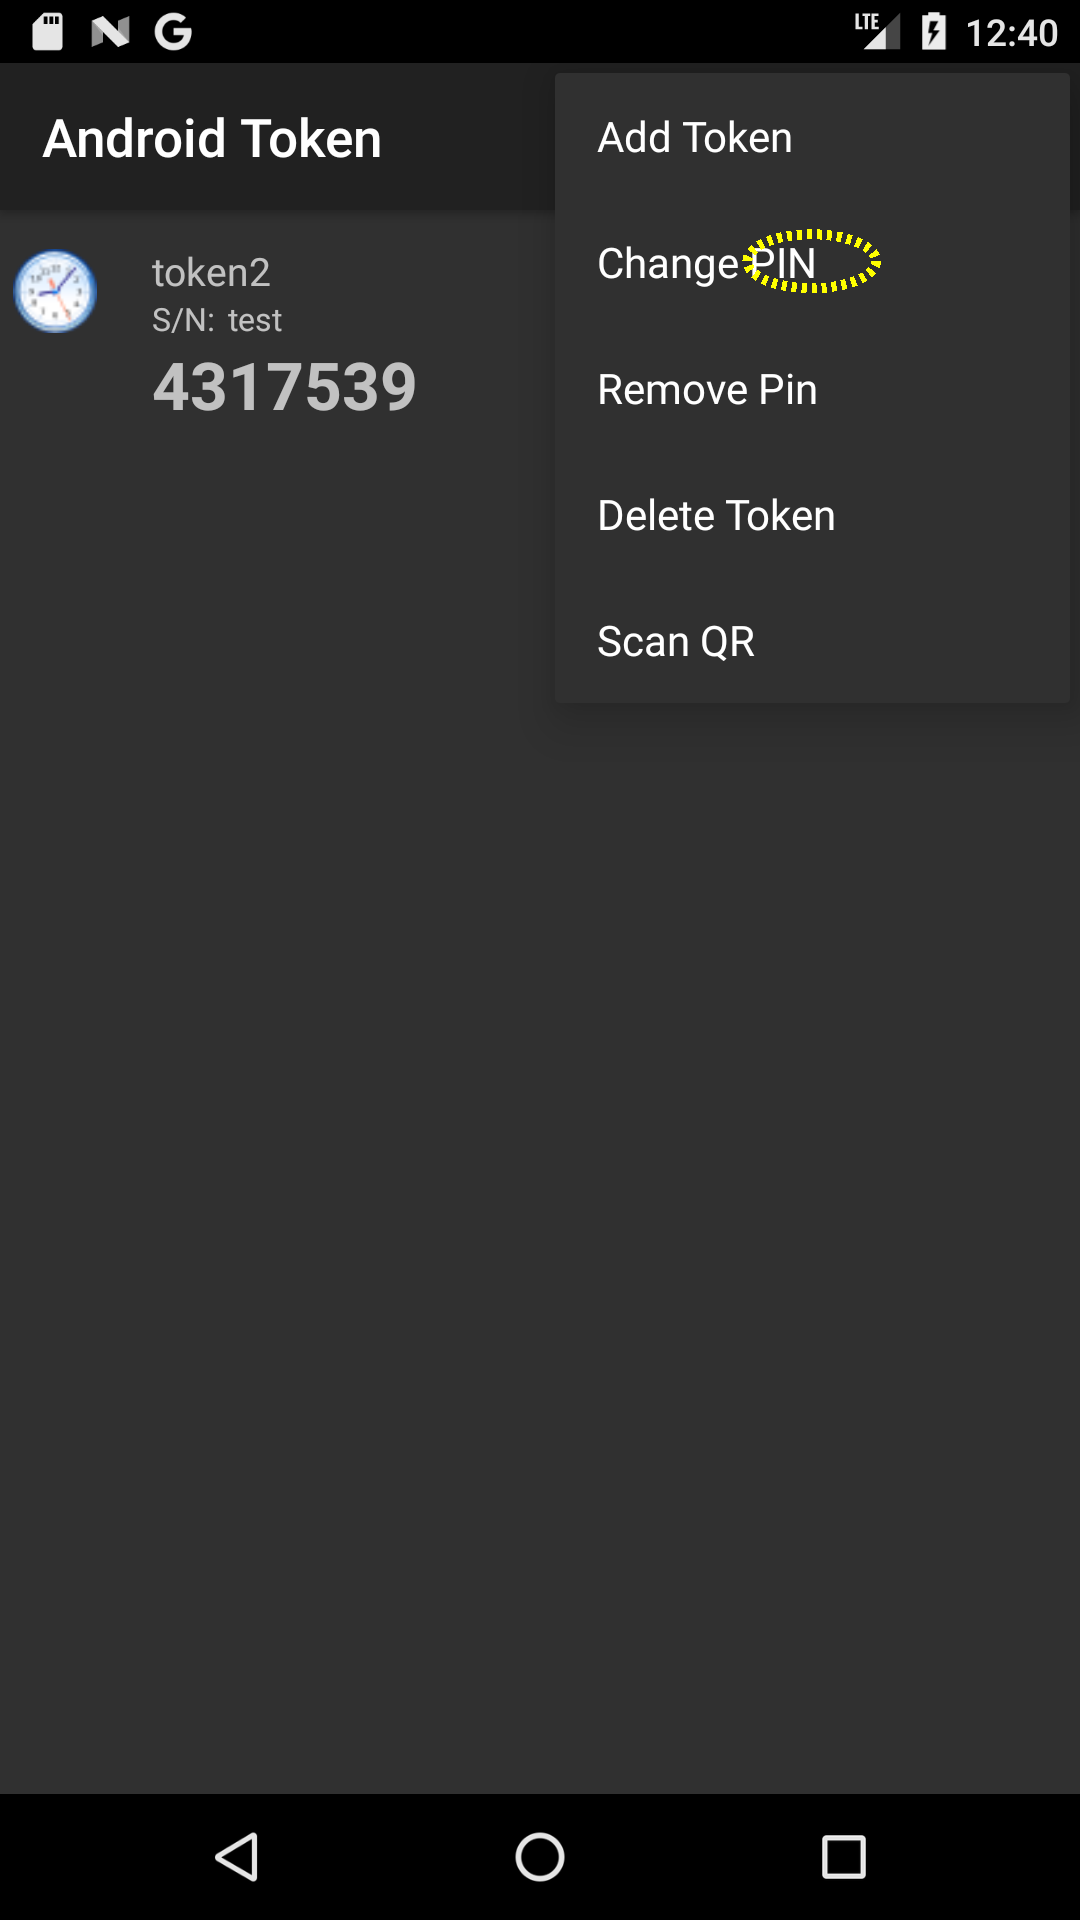 LTE 12:40
Android Token
Add Token
Change PIN
Remove Pin
Delete Token
Scan QR
token2
S/N: test
4317539